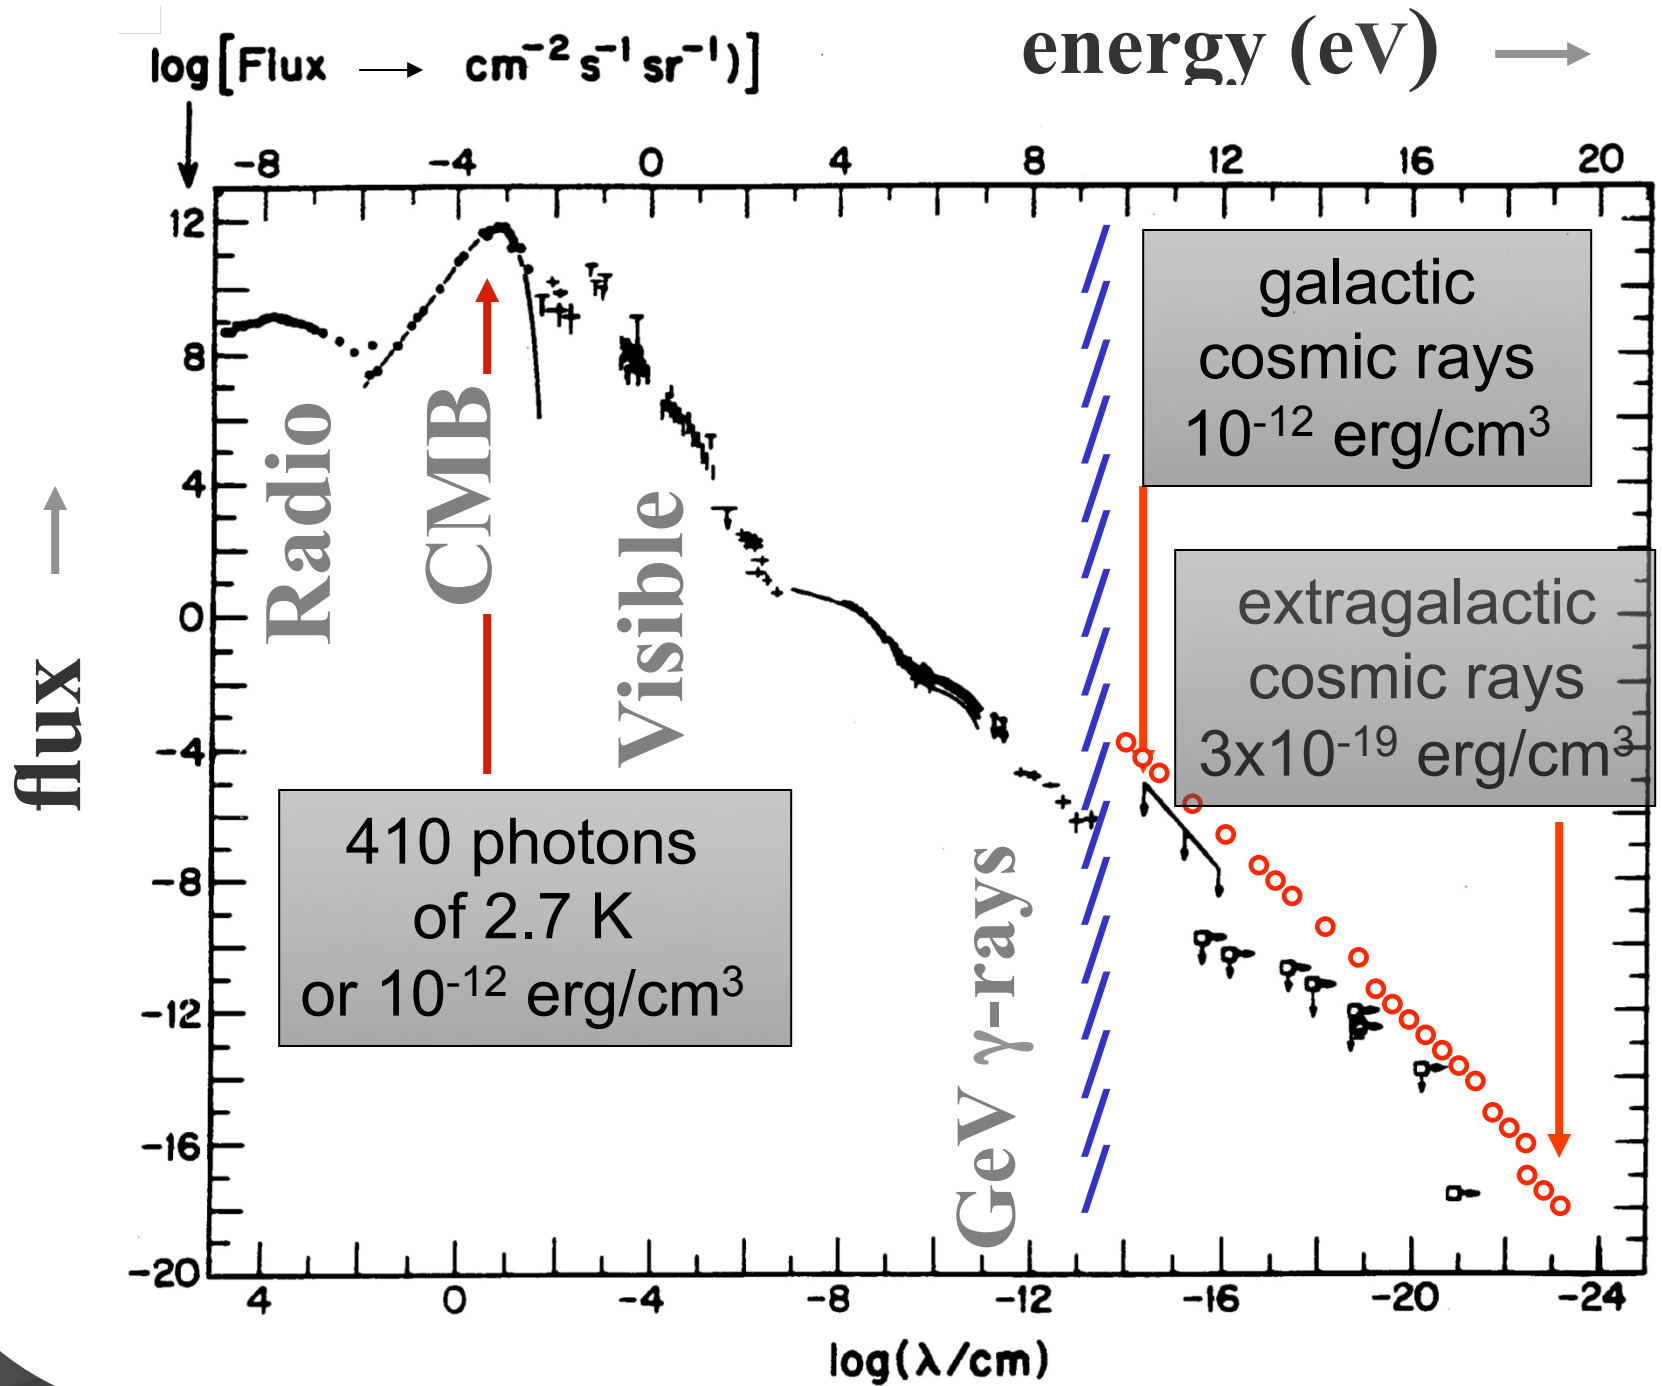 log[Flux → cm⁻² s⁻¹ sr⁻¹)]
energy (eV) →
-8 -4 0 4 8 12 16 20
12
8
4
0
-4
-8
-12
-16
-20
flux
Radio
CMB
Visible
GeV γ-rays
galactic
cosmic rays
10⁻¹² erg/cm³
extragalactic
cosmic rays
3x10⁻¹⁹ erg/cm³
410 photons
of 2.7 K
or 10⁻¹² erg/cm³
4 0 -4 -8 -12 -16 -20 -24
log(λ/cm)